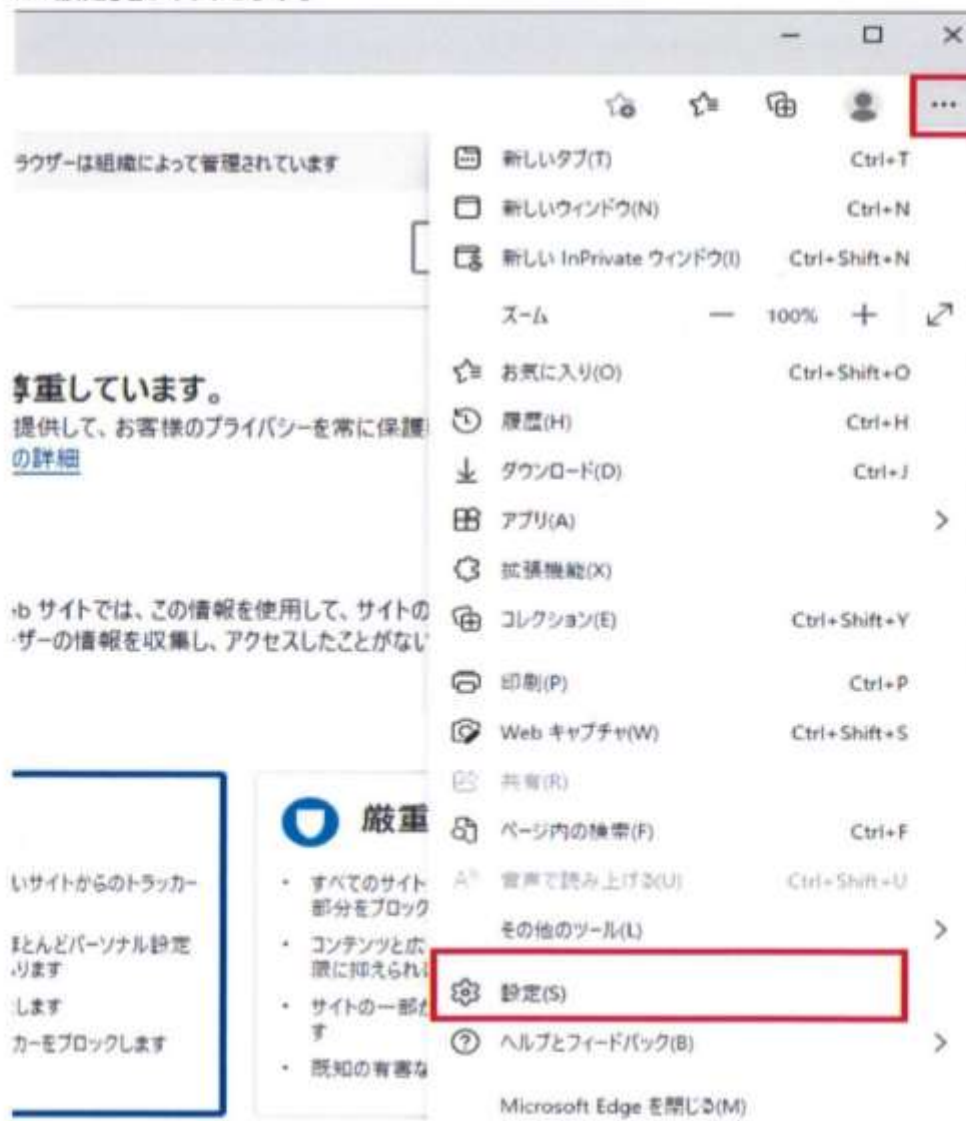 ラウザーは組織によって管理されています
重しています。
提供して、お客様のプライバシーを常に保護
の詳細
eb サイトでは、この情報を使用して、サイトの
ーザーの情報を収集し、アクセスしたことがない
いサイトからのトラッカー
ほとんどパーソナル設定
ります
します
カーをブロックします
厳重
・ すべてのサイト
部分をブロック
・ コンテンツと広
限に抑えられ
・ サイトの一部が
す
・ 既知の有害な
新しいタブ(T) Ctrl+T
新しいウィンドウ(N) Ctrl+N
新しい InPrivate ウィンドウ(I) Ctrl+Shift+N
ズーム — 100% +
お気に入り(O) Ctrl+Shift+O
履歴(H) Ctrl+H
ダウンロード(D) Ctrl+J
アプリ(A)
拡張機能(X)
コレクション(E) Ctrl+Shift+Y
印刷(P) Ctrl+P
Web キャプチャ(W) Ctrl+Shift+S
共有(R)
ページ内の検索(F) Ctrl+F
音声で読み上げる(U) Ctrl+Shift+U
その他のツール(L)
設定(S)
ヘルプとフィードバック(B)
Microsoft Edge を閉じる(M)